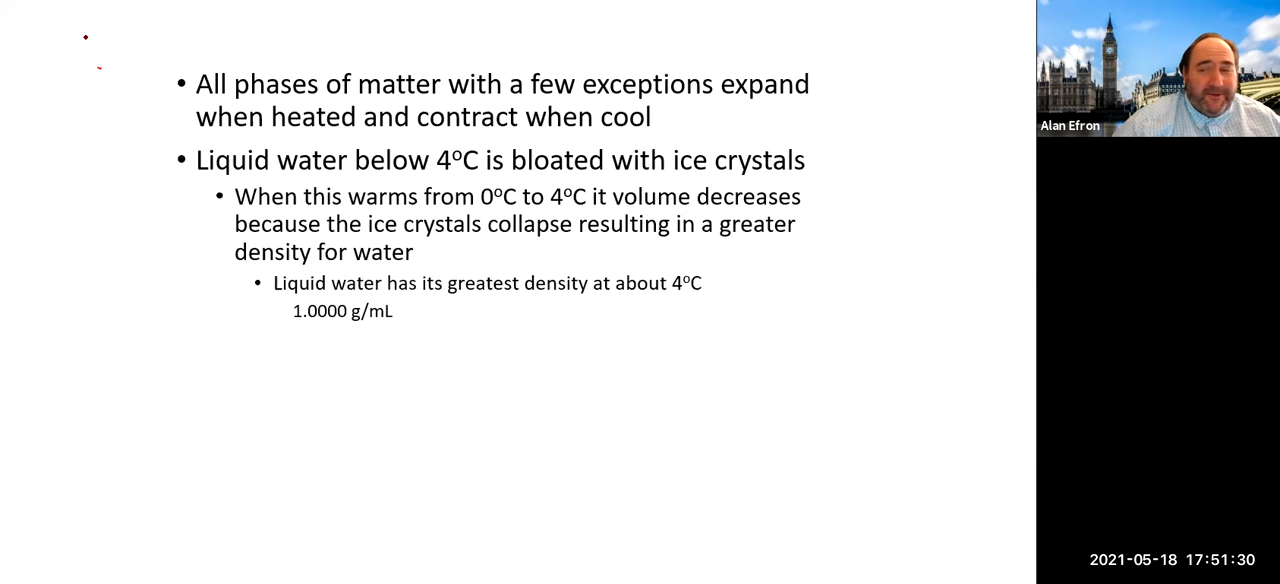 • All phases of matter with a few exceptions expand
when heated and contract when cool
• Liquid water below 4ºC is bloated with ice crystals
• When this warms from 0ºC to 4ºC it volume decreases
because the ice crystals collapse resulting in a greater
density for water
• Liquid water has its greatest density at about 4ºC
1.0000 g/mL
Alan Efron
2021-05-18 17:51:30